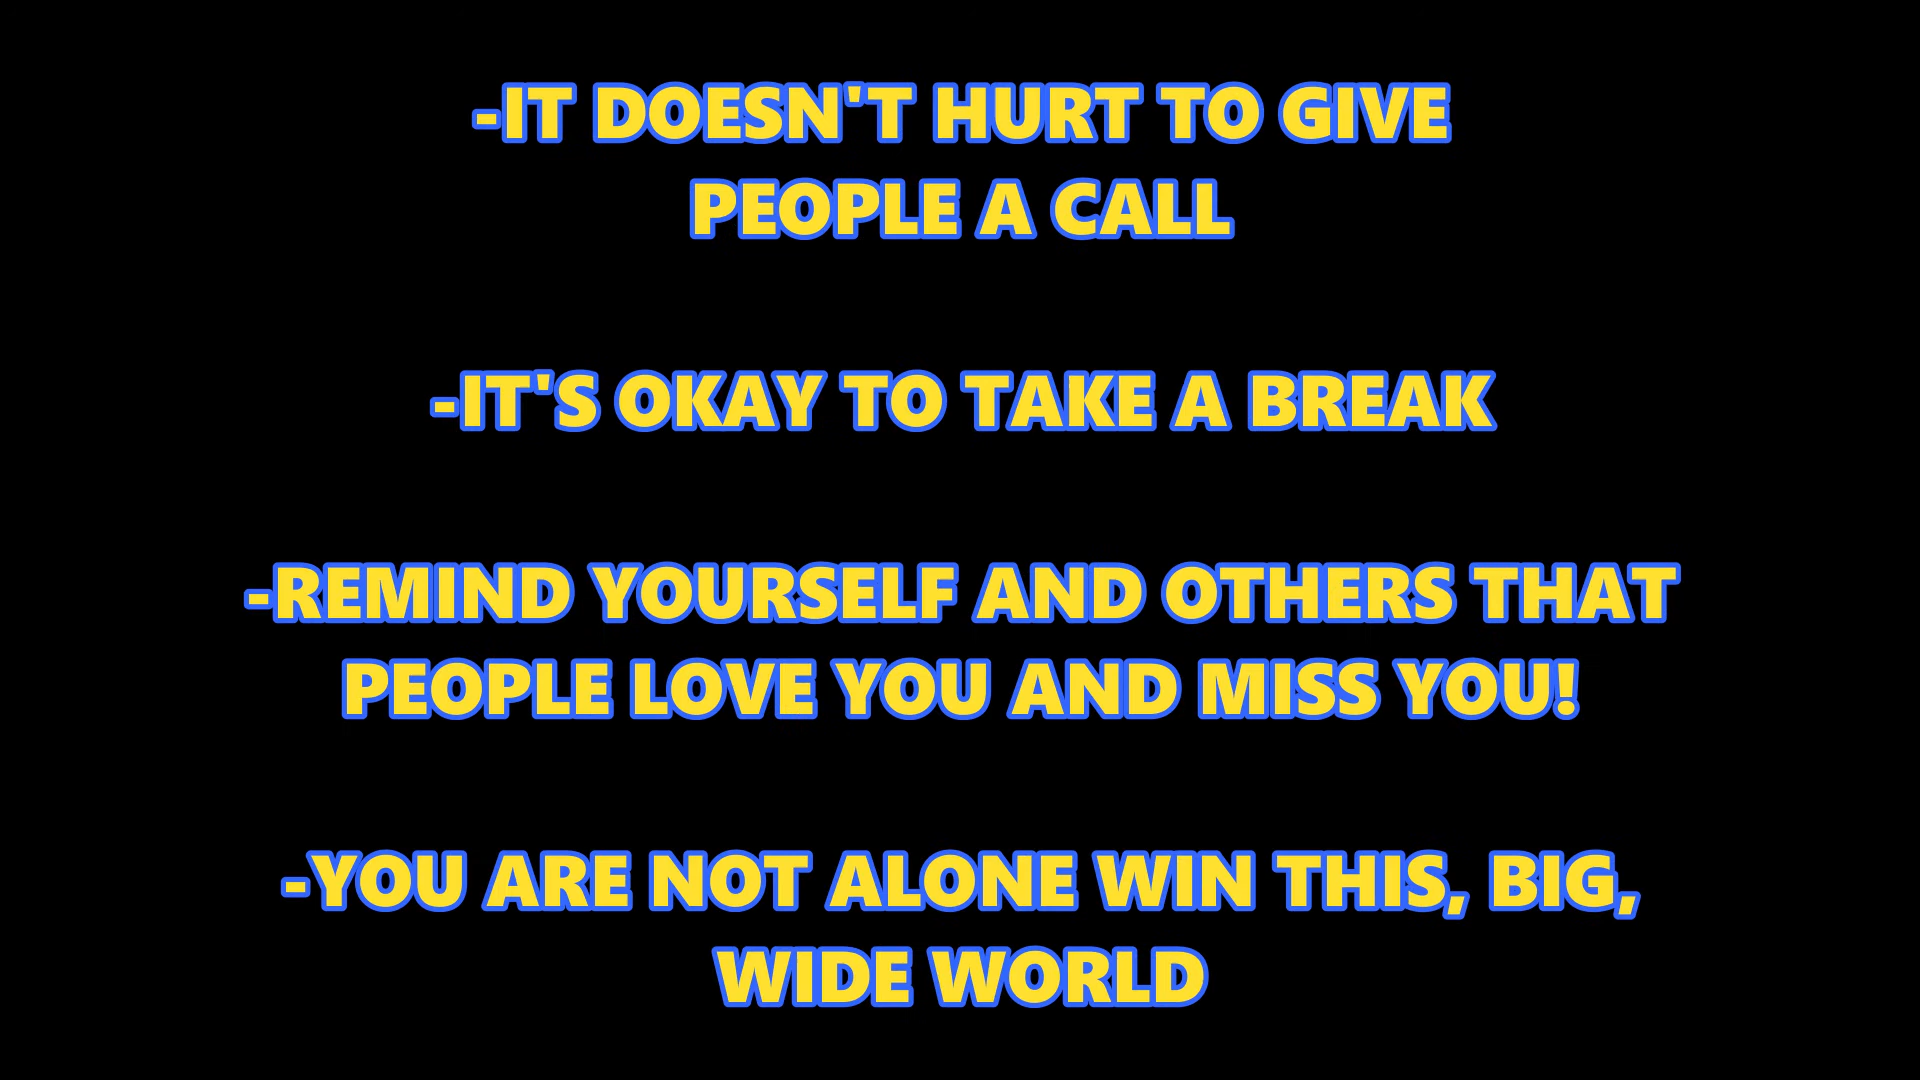 -IT DOESN'T HURT TO GIVE
PEOPLE A CALL
-IT'S OKAY TO TAKE A BREAK
-REMIND YOURSELF AND OTHERS THAT
PEOPLE LOVE YOU AND MISS YOU!
-YOU ARE NOT ALONE WIN THIS, BIG,
WIDE WORLD